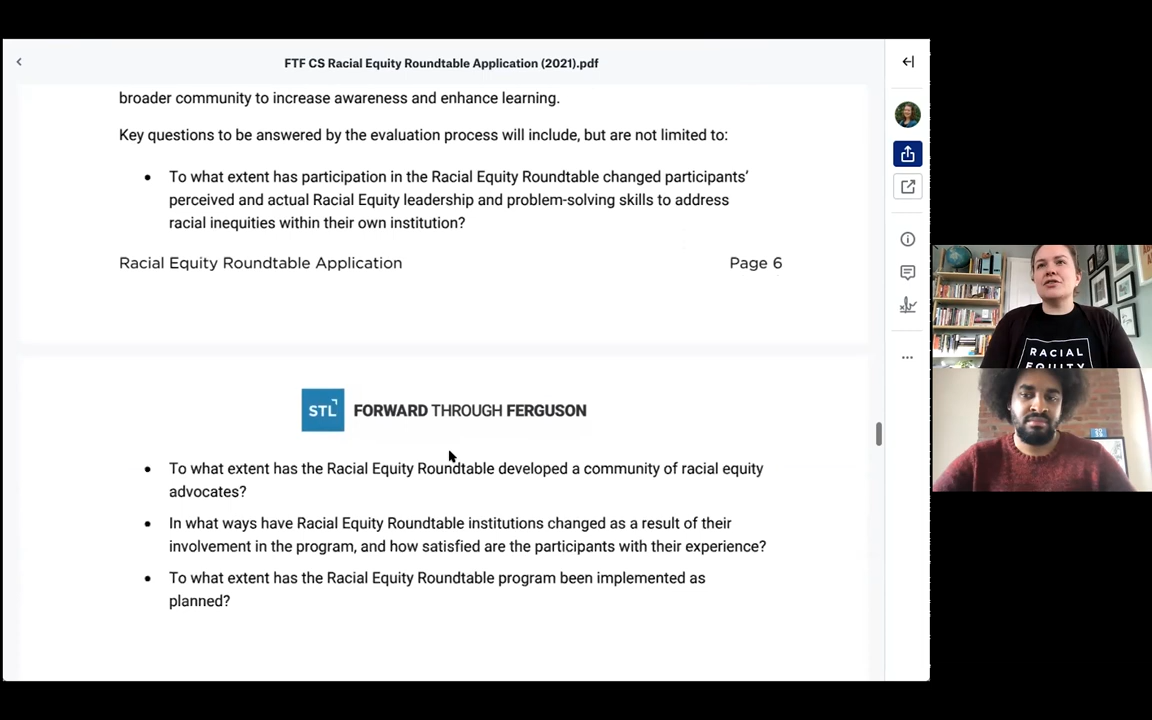 FTF CS Racial Equity Roundtable Application (2021).pdf
broader community to increase awareness and enhance learning.
Key questions to be answered by the evaluation process will include, but are not limited to:
• To what extent has participation in the Racial Equity Roundtable changed participants'
perceived and actual Racial Equity leadership and problem-solving skills to address
racial inequities within their own institution?
Racial Equity Roundtable Application Page 6
STL FORWARD THROUGH FERGUSON
• To what extent has the Racial Equity Roundtable developed a community of racial equity
advocates?
• In what ways have Racial Equity Roundtable institutions changed as a result of their
involvement in the program, and how satisfied are the participants with their experience?
• To what extent has the Racial Equity Roundtable program been implemented as
planned?
RACIAL
EQUITY